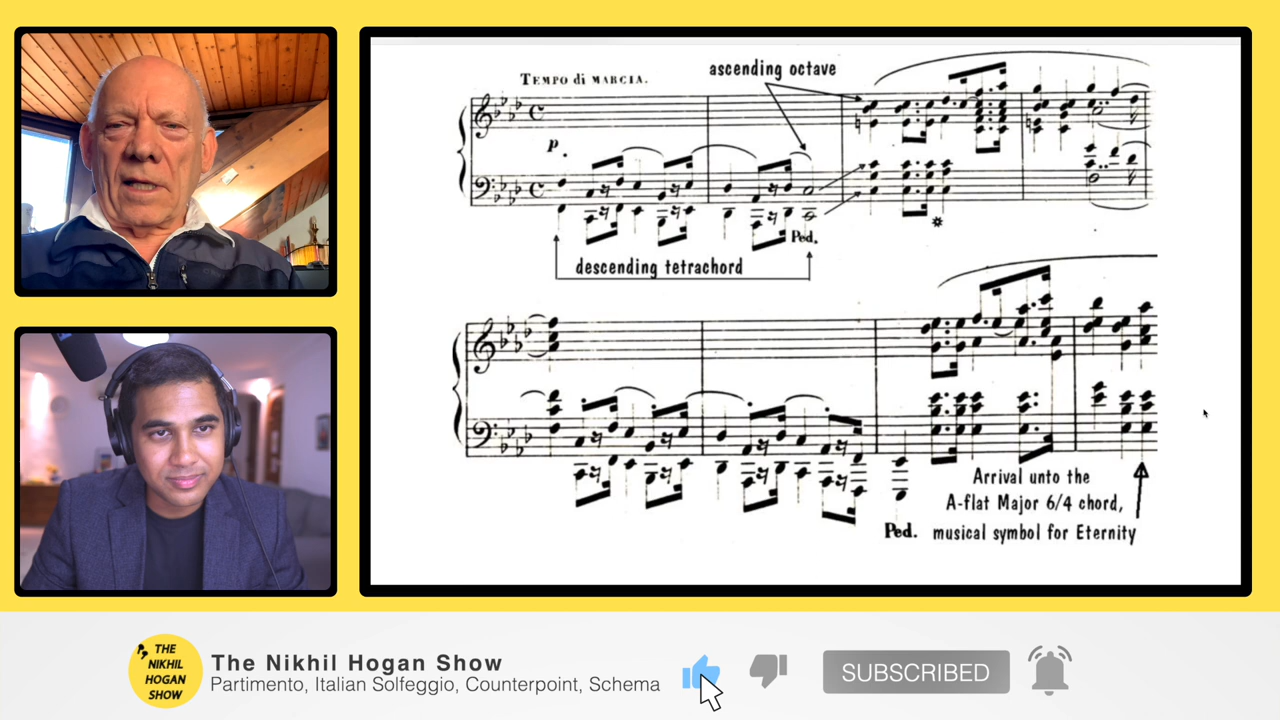 TEMPO di MARCIA.
ascending octave
p
Ped.
descending tetrachord
Arrival unto the
A-flat Major 6/4 chord,
Ped. musical symbol for Eternity
THE
NIKHIL
HOGAN
SHOW
The Nikhil Hogan Show
Partimento, Italian Solfeggio, Counterpoint, Schema
SUBSCRIBED